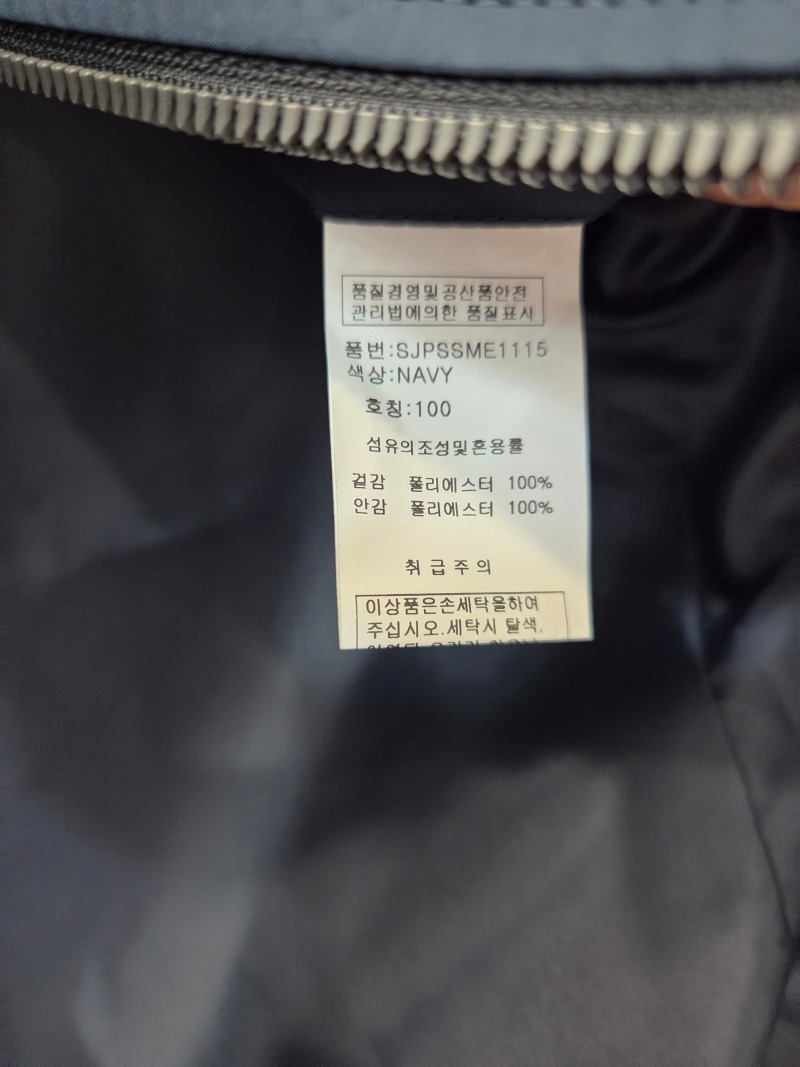 품질경영및공산품안전
관리법에의한 품질표시
품번:SJPSSME1115
색상:NAVY
호칭:100
섬유의조성및혼용률
겉감 폴리에스터 100%
안감 폴리에스터 100%
취급주의
이상품은손세탁을하여
주십시오.세탁시 탈색.